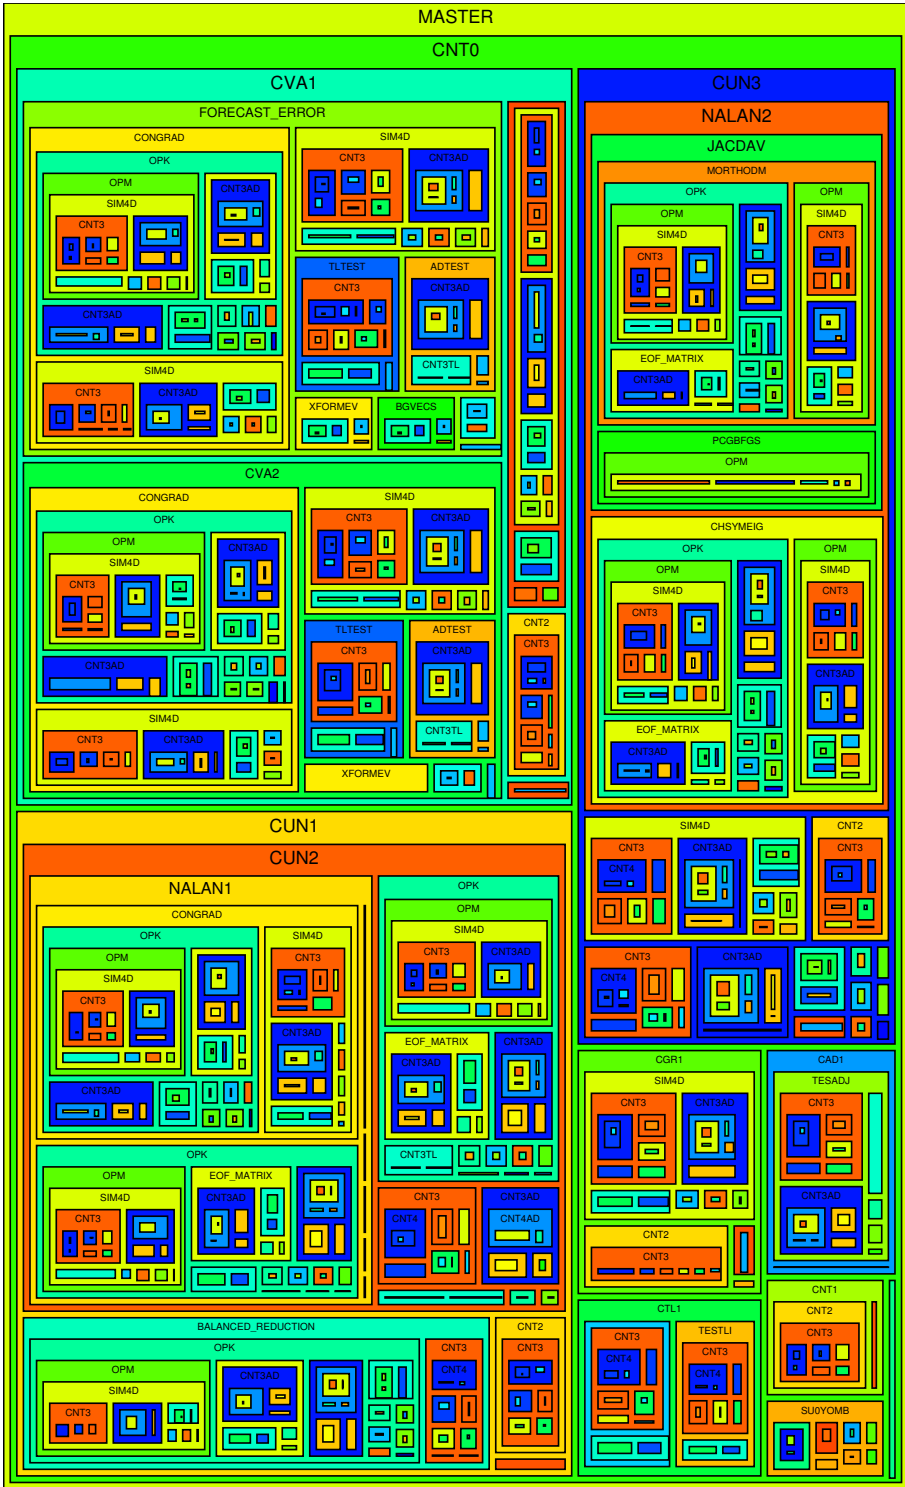 MASTER
CNT0
CVA1
FORECAST_ERROR
CONGRAD
OPK
OPM
SIM4D
CNT3
CNT3AD
CNT3AD
SIM4D
CNT3
CNT3AD
SIM4D
CNT3
CNT3AD
TLTEST
CNT3
ADTEST
CNT3AD
CNT3TL
XFORMEV
BGVECS
CVA2
CONGRAD
OPK
OPM
SIM4D
CNT3
CNT3AD
CNT3AD
SIM4D
CNT3
CNT3AD
SIM4D
CNT3
CNT3AD
TLTEST
CNT3
ADTEST
CNT3AD
CNT3TL
XFORMEV
CNT2
CNT3
CUN1
CUN2
NALAN1
CONGRAD
OPK
OPM
SIM4D
CNT3
CNT3AD
SIM4D
CNT3
CNT3AD
OPK
OPM
SIM4D
CNT3
EOF_MATRIX
CNT3AD
OPK
OPM
SIM4D
CNT3
CNT3AD
EOF_MATRIX
CNT3AD
CNT3TL
CNT3
CNT4
CNT3AD
CNT4AD
BALANCED_REDUCTION
OPK
OPM
SIM4D
CNT3
CNT3AD
CNT3
CNT4
CNT2
CNT3
CUN3
NALAN2
JACDAV
MORTHODM
OPK
OPM
SIM4D
CNT3
EOF_MATRIX
CNT3AD
OPM
SIM4D
CNT3
PCGBFGS
OPM
CHSYMEIG
OPK
OPM
SIM4D
CNT3
EOF_MATRIX
CNT3AD
OPM
SIM4D
CNT3
CNT3AD
SIM4D
CNT3
CNT4
CNT3AD
CNT2
CNT3
CNT3
CNT4
CNT3AD
CGR1
SIM4D
CNT3
CNT3AD
CNT2
CNT3
CAD1
TESADJ
CNT3
CNT3AD
CTL1
CNT3
CNT4
TESTLI
CNT3
CNT4
CNT1
CNT2
CNT3
SU0YOMB